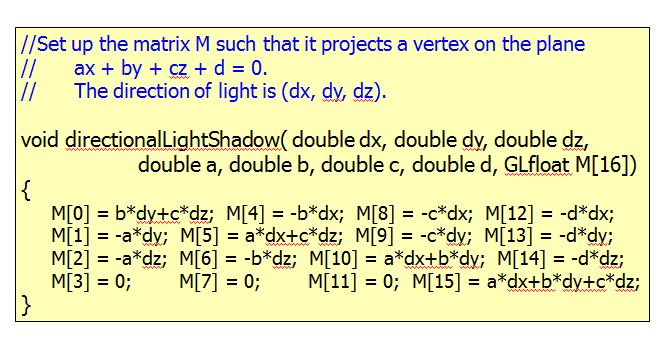 //Set up the matrix M such that it projects a vertex on the plane
// ax + by + cz + d = 0.
// The direction of light is (dx, dy, dz).
void directionalLightShadow( double dx, double dy, double dz,
double a, double b, double c, double d, GLfloat M[16])
{
M[0] = b*dy+c*dz; M[4] = -b*dx; M[8] = -c*dx; M[12] = -d*dx;
M[1] = -a*dy; M[5] = a*dx+c*dz; M[9] = -c*dy; M[13] = -d*dy;
M[2] = -a*dz; M[6] = -b*dz; M[10] = a*dx+b*dy; M[14] = -d*dz;
M[3] = 0; M[7] = 0; M[11] = 0; M[15] = a*dx+b*dy+c*dz;
}